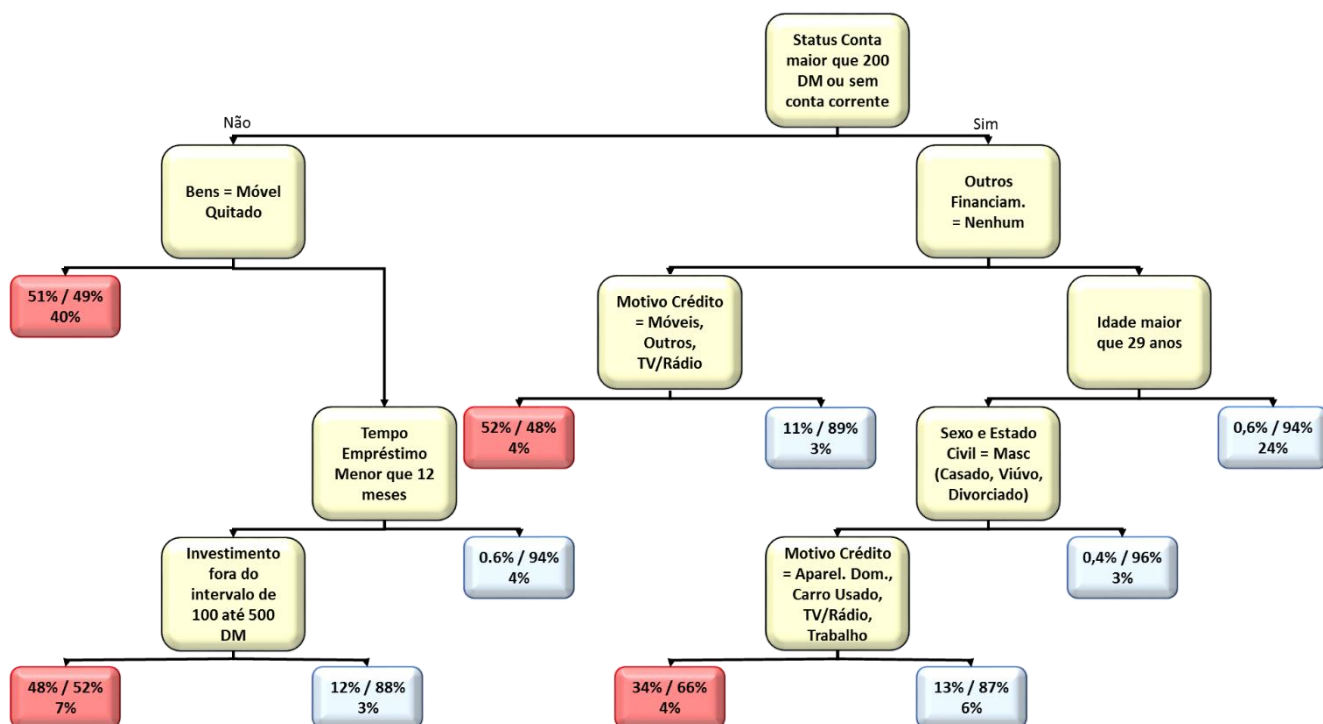 Status Conta
maior que 200
DM ou sem
conta corrente
Não
Sim
Bens = Móvel
Quitado
Outros
Financiam.
= Nenhum
51% / 49%
40%
Motivo Crédito
= Móveis,
Outros,
TV/Rádio
Idade maior
que 29 anos
Tempo
Empréstimo
Menor que 12
meses
52% / 48%
4%
11% / 89%
3%
Sexo e Estado
Civil = Masc
(Casado, Viúvo,
Divorciado)
0,6% / 94%
24%
Investimento
fora do
intervalo de
100 até 500
DM
0.6% / 94%
4%
Motivo Crédito
= Aparel. Dom.,
Carro Usado,
TV/Rádio,
Trabalho
0,4% / 96%
3%
48% / 52%
7%
12% / 88%
3%
34% / 66%
4%
13% / 87%
6%